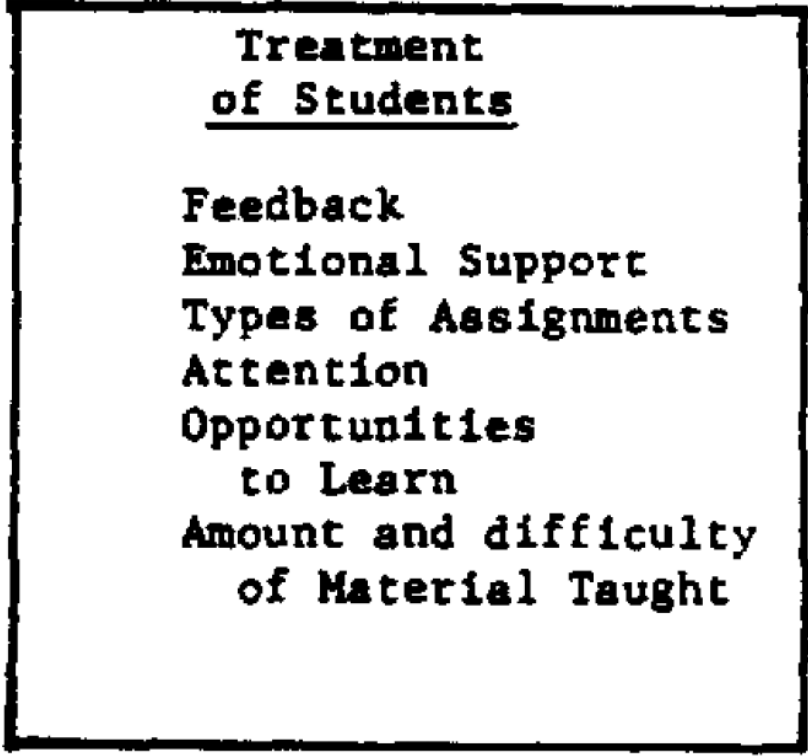 Treatment
of Students
Feedback
Emotional Support
Types of Assignments
Attention
Opportunities
to Learn
Amount and difficulty
of Material Taught